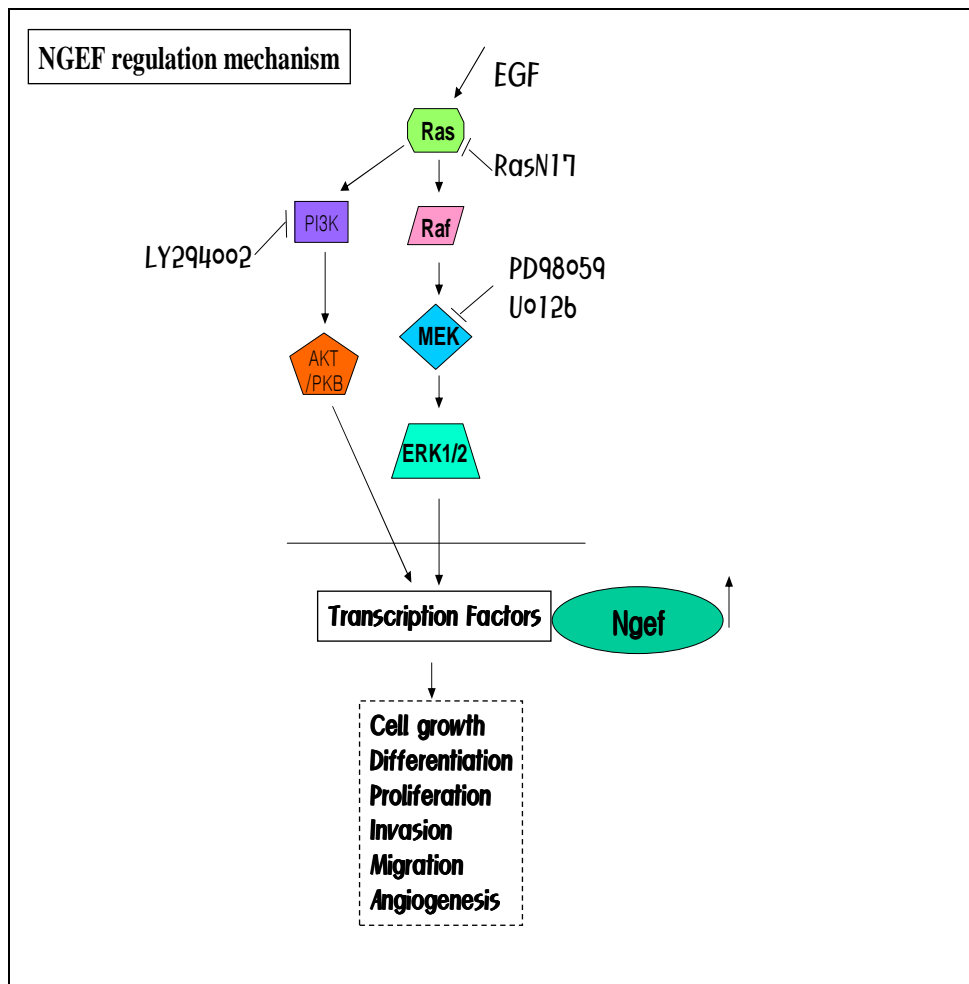 NGEF regulation mechanism
EGF
Ras
RasN17
PI3K
Raf
LY294002
PD98059
U0126
MEK
AKT
/PKB
ERK1/2
Transcription Factors
Ngef
Cell growth
Differentiation
Proliferation
Invasion
Migration
Angiogenesis